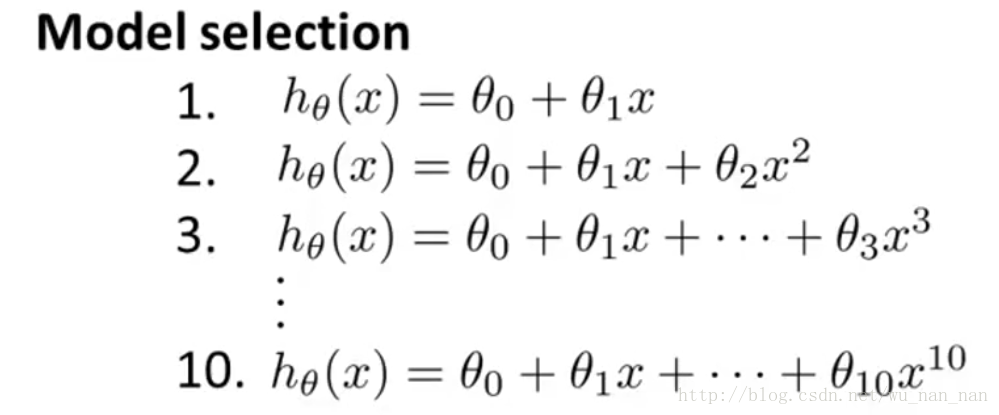 Model selection
1. hθ(x) = θ0 + θ1x
2. hθ(x) = θ0 + θ1x + θ2x²
3. hθ(x) = θ0 + θ1x + ··· + θ3x³
⋮
10. hθ(x) = θ0 + θ1x + ··· + θ10x¹⁰
http://blog.csdn.net/wu_nan_nan